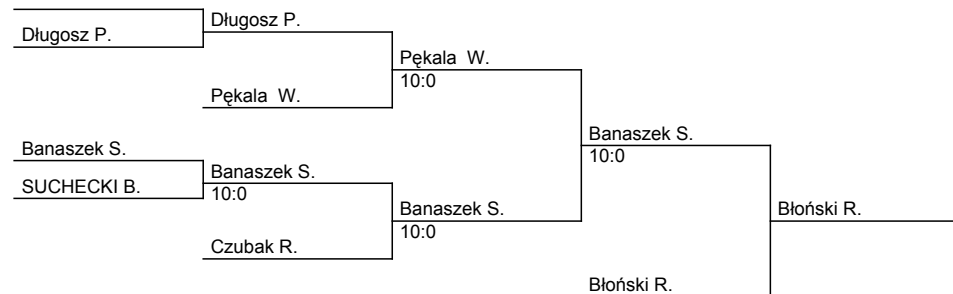 Długosz P.
Długosz P.
Pękala  W.
10:0
Pękala  W.
Banaszek S.
10:0
Banaszek S.
Banaszek S.
10:0
SUCHECKI B.
Banaszek S.
10:0
Błoński R.
Czubak R.
Błoński R.